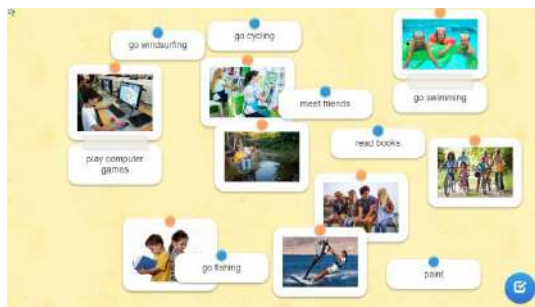 go windsurfing
go cycling
go swimming
meet friends
read books
play computer
games
go fishing
paint